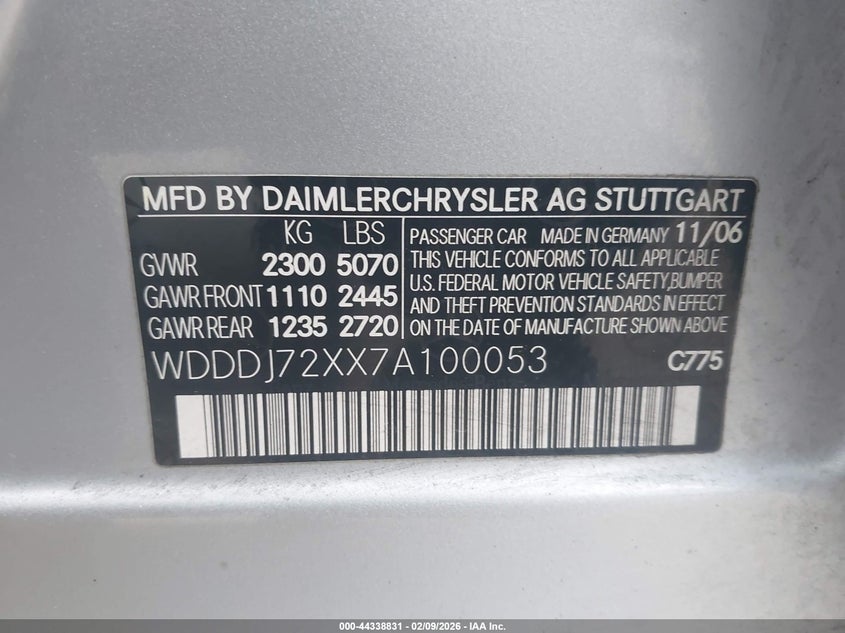 MFD BY DAIMLERCHRYSLER AG STUTTGART
KG LBS
GVWR 2300 5070
GAWR FRONT 1110 2445
GAWR REAR 1235 2720
PASSENGER CAR MADE IN GERMANY 11/06
THIS VEHICLE CONFORMS TO ALL APPLICABLE
U.S. FEDERAL MOTOR VEHICLE SAFETY,BUMPER
AND THEFT PREVENTION STANDARDS IN EFFECT
ON THE DATE OF MANUFACTURE SHOWN ABOVE
WDDDJ72XX7A100053 C775
000-44338831 - 02/09/2026 - IAA Inc.